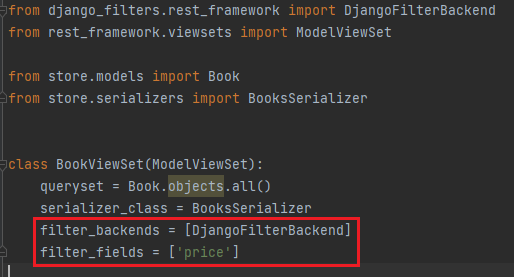 from django_filters.rest_framework import DjangoFilterBackend
from rest_framework.viewsets import ModelViewSet
from store.models import Book
from store.serializers import BooksSerializer
class BookViewSet(ModelViewSet):
queryset = Book.objects.all()
serializer_class = BooksSerializer
filter_backends = [DjangoFilterBackend]
filter_fields = ['price']